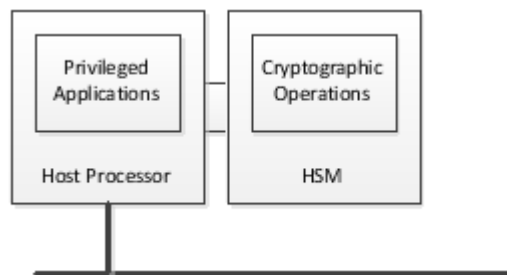 Privileged
Applications
Cryptographic
Operations
Host Processor
HSM